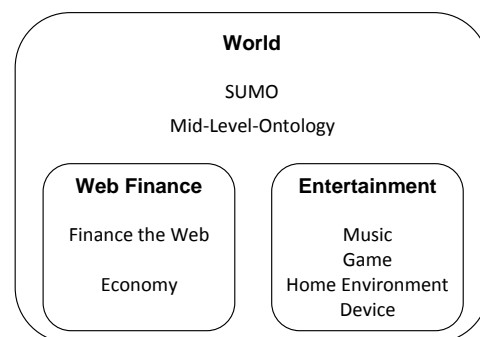 World
SUMO
Mid-Level-Ontology
Web Finance
Finance the Web
Economy
Entertainment
Music
Game
Home Environment
Device